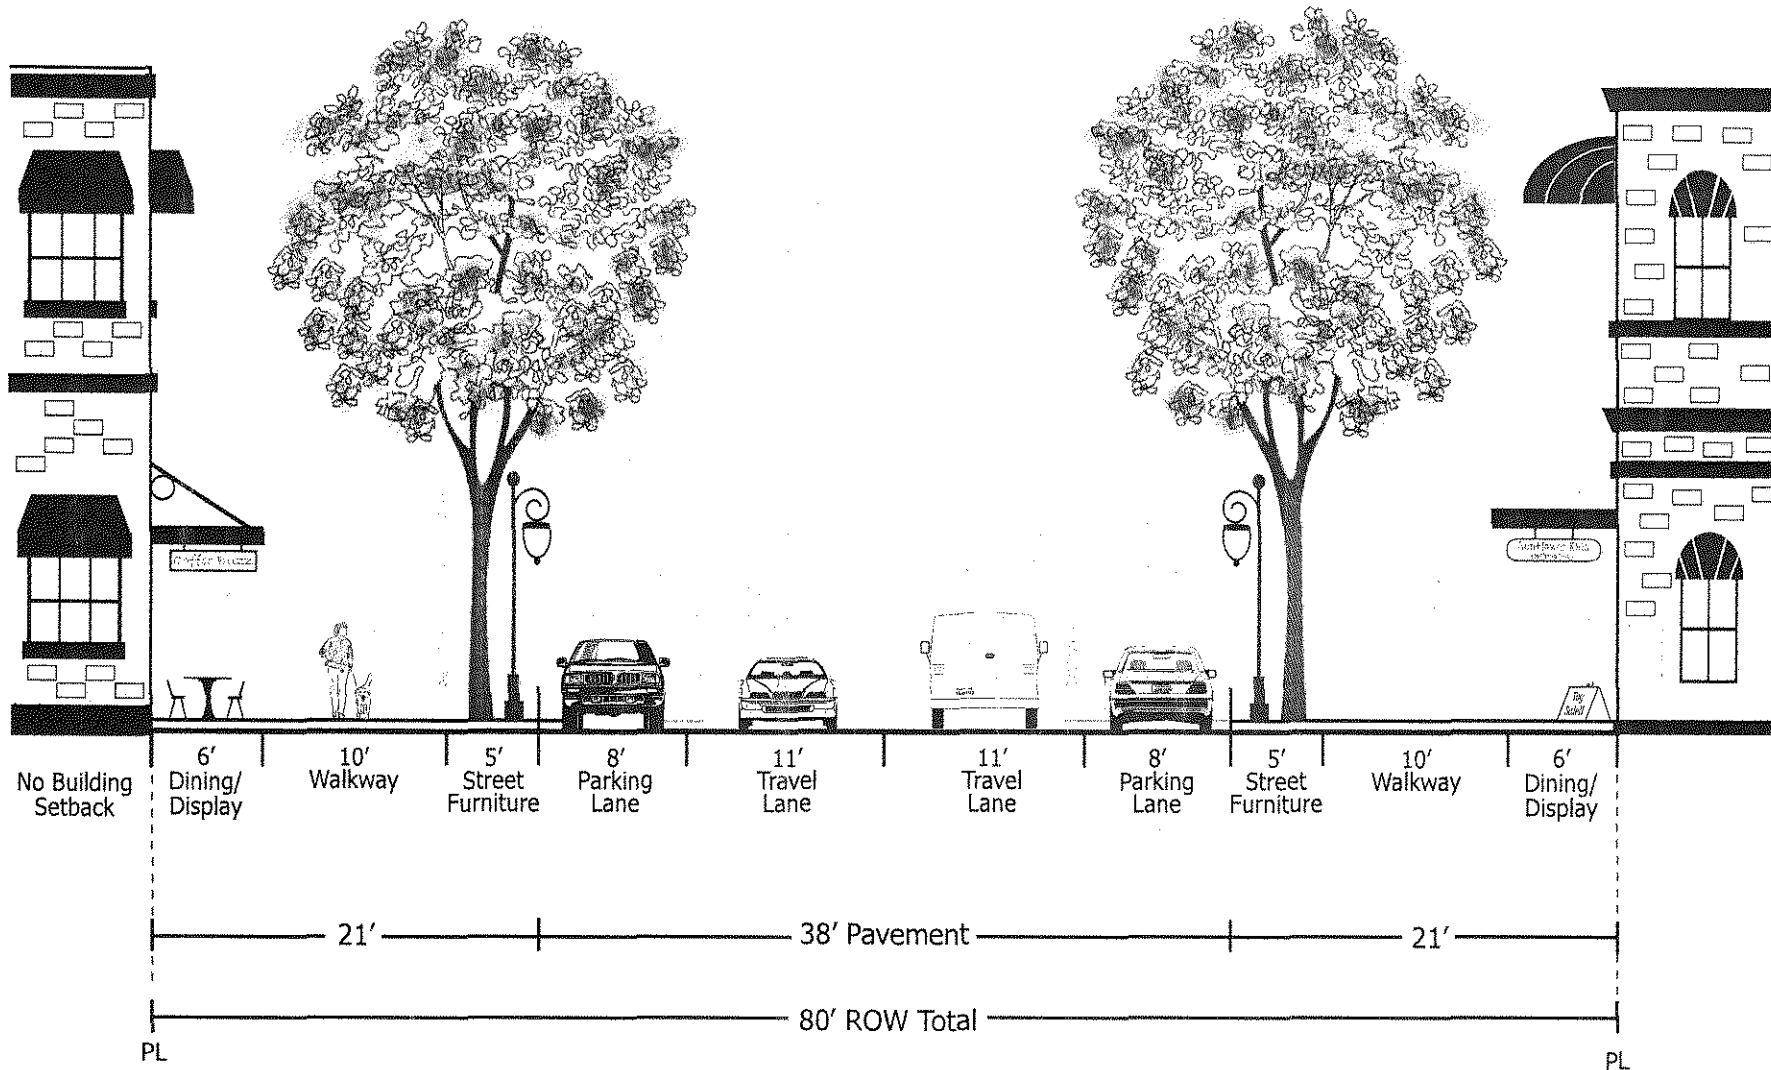 6'
Dining/
Display
10'
Walkway
5'
Street
Furniture
8'
Parking
Lane
11'
Travel
Lane
11'
Travel
Lane
8'
Parking
Lane
5'
Street
Furniture
10'
Walkway
6'
Dining/
Display
No Building
Setback
21'
38' Pavement
21'
80' ROW Total
PL
PL